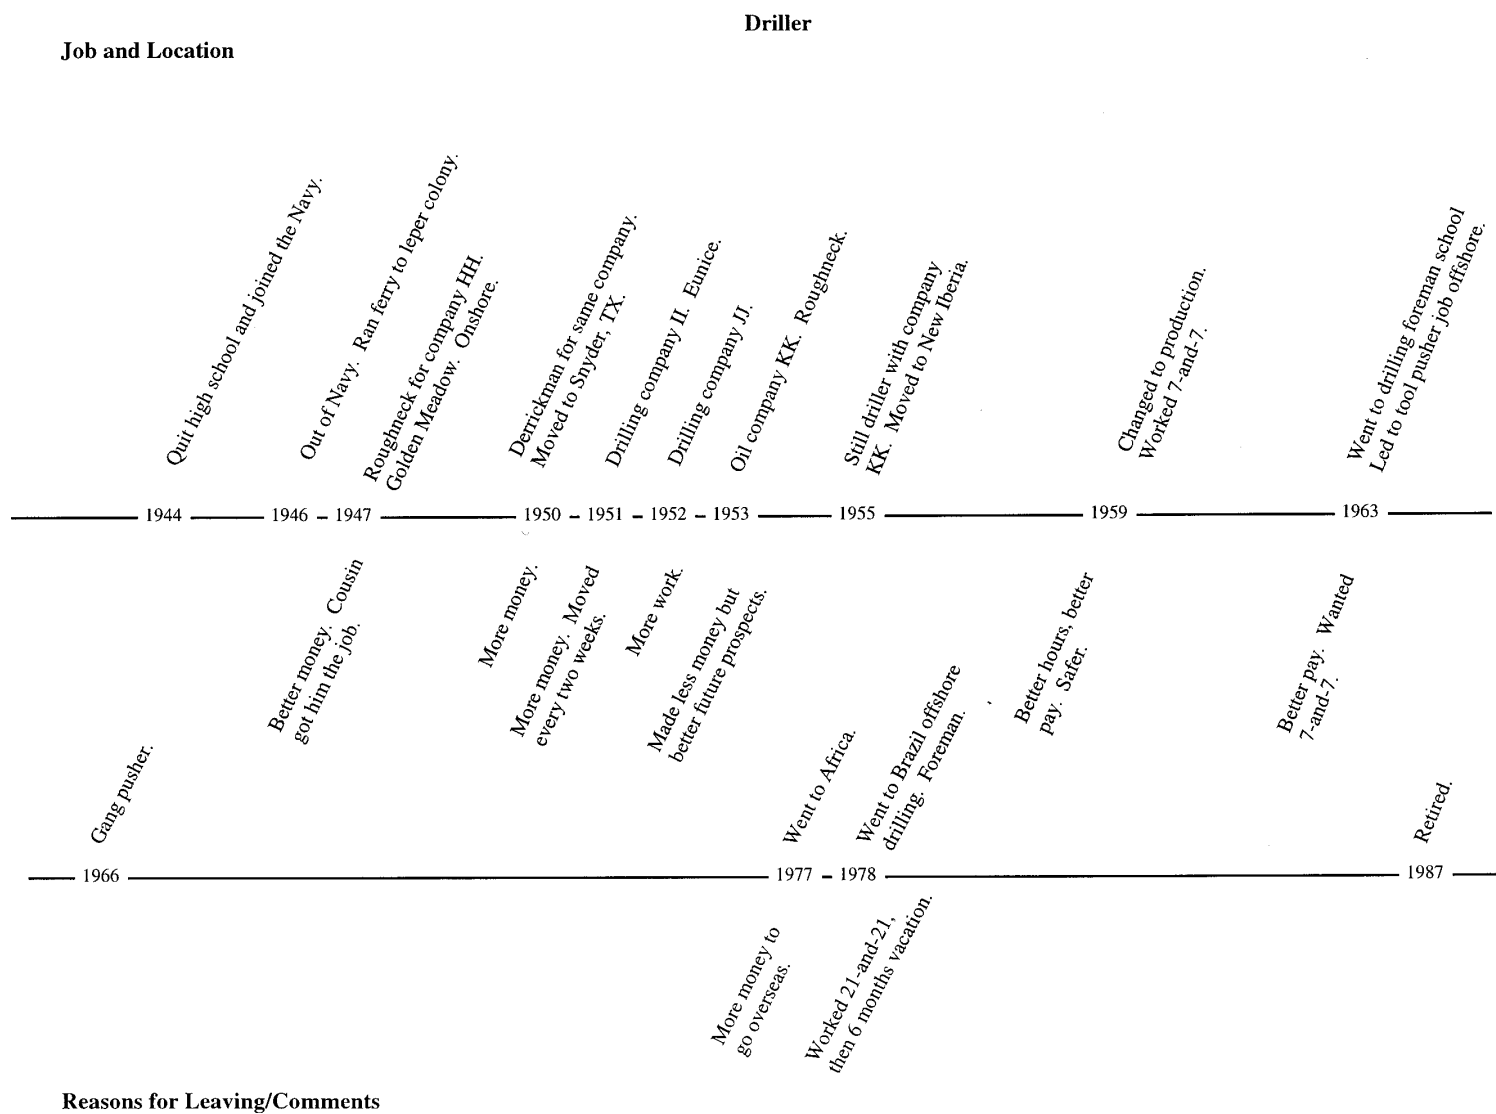 Driller
Job and Location
Quit high school and joined the Navy.
Out of Navy. Ran ferry to leper colony.
Roughneck for company HH.
Golden Meadow. Onshore.
Derrickman for same company.
Moved to Snyder, TX.
Drilling company II. Eunice.
Drilling company JJ.
Oil company KK. Roughneck.
Still driller with company
KK. Moved to New Iberia.
Changed to production.
Worked 7-and-7.
Went to drilling foreman school
Led to tool pusher job offshore.
1944 1946 1947 1950 1951 1952 1953 1955 1959 1963
Better money. Cousin
got him the job.
More money.
More money. Moved
every two weeks.
More work.
Made less money but
better future prospects.
Better hours, better
pay. Safer.
Better pay. Wanted
7-and-7.
Gang pusher.
Went to Africa.
Went to Brazil offshore
drilling. Foreman.
Retired.
1966 1977 1978 1987
More money to
go overseas.
Worked 21-and-21,
then 6 months vacation.
Reasons for Leaving/Comments